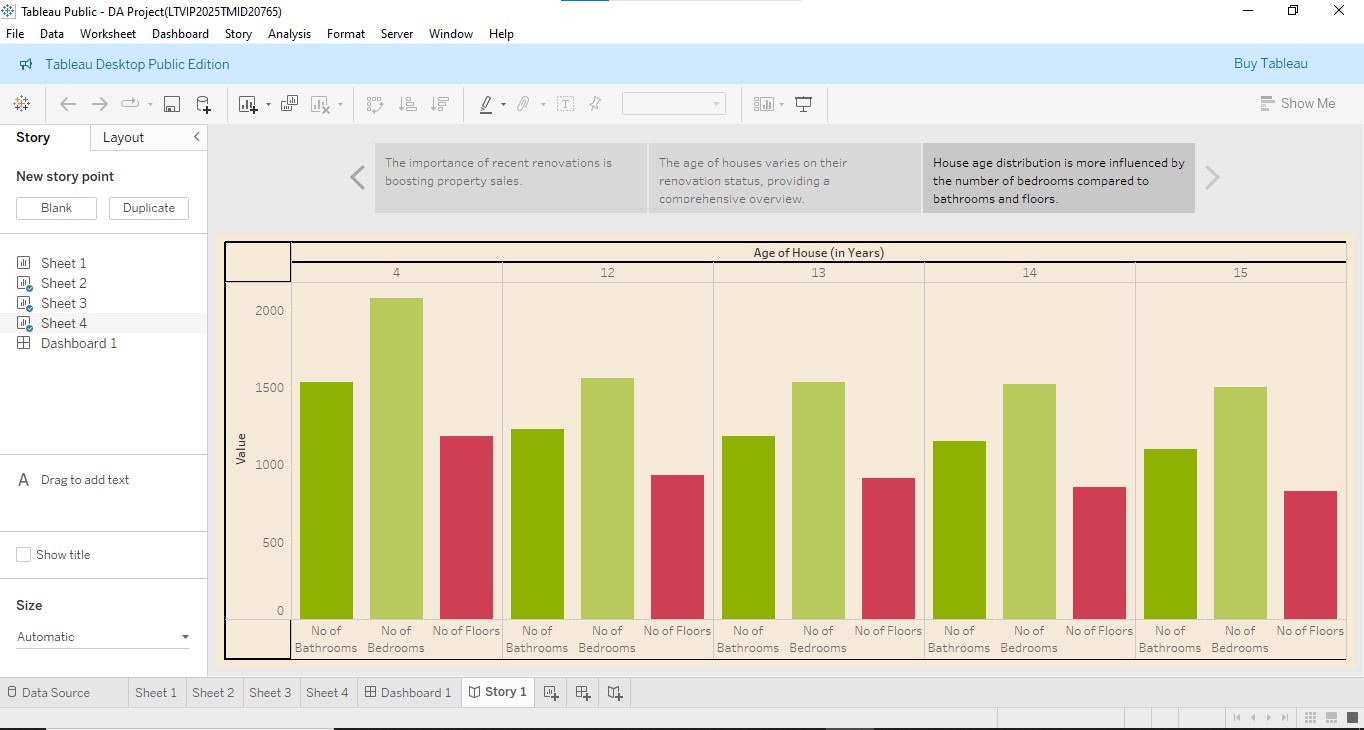 Tableau Public - DA Project(LTVIP2025TMID20765)
File Data Worksheet Dashboard Story Analysis Format Server Window Help
Tableau Desktop Public Edition
Buy Tableau
Show Me
Story
Layout
New story point
Blank
Duplicate
Sheet 1
Sheet 2
Sheet 3
Sheet 4
Dashboard 1
A Drag to add text
Show title
Size
Automatic
The importance of recent renovations is
boosting property sales.
The age of houses varies on their
renovation status, providing a
comprehensive overview.
House age distribution is more influenced by
the number of bedrooms compared to
bathrooms and floors.
Age of House (in Years)
4 12 13 14 15
Value
2000
1500
1000
500
0
No of
Bathrooms
No of
Bedrooms
No of Floors
No of
Bathrooms
No of
Bedrooms
No of Floors
No of
Bathrooms
No of
Bedrooms
No of Floors
No of
Bathrooms
No of
Bedrooms
No of Floors
No of
Bathrooms
No of
Bedrooms
No of Floors
Data Source Sheet 1 Sheet 2 Sheet 3 Sheet 4 Dashboard 1 Story 1